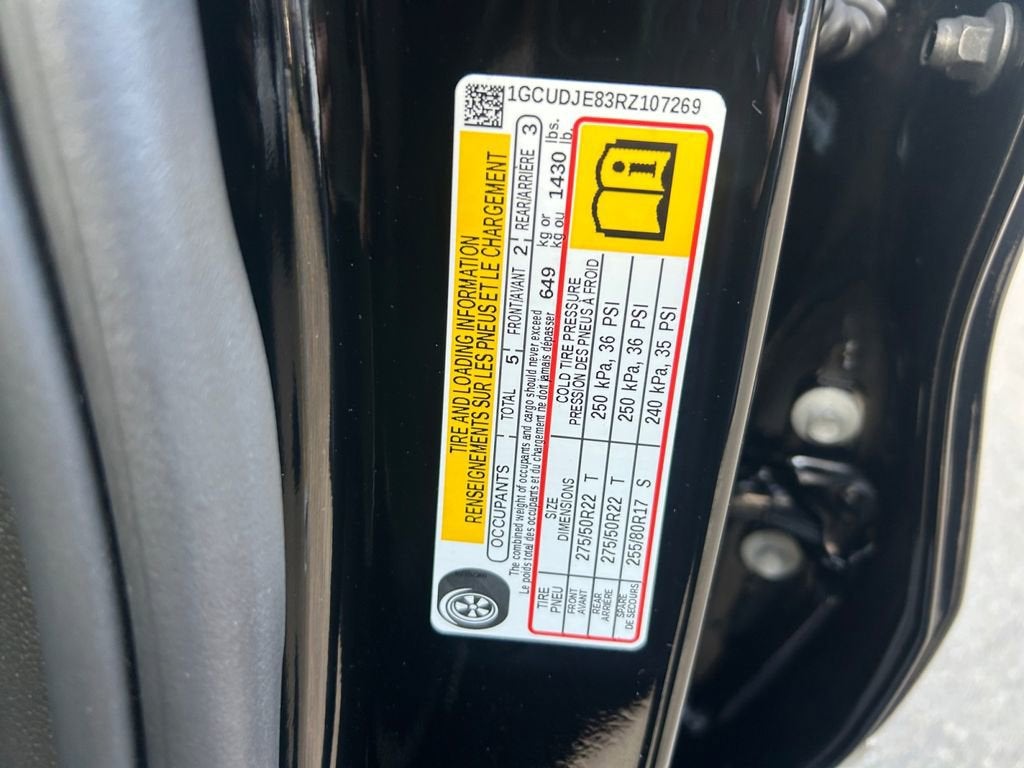 1GCUDJE83RZ107269
TIRE AND LOADING INFORMATION
RENSEIGNEMENTS SUR LES PNEUS ET LE CHARGEMENT
OCCUPANTS TOTAL 5 FRONT/AVANT 2 REAR/ARRIÈRE 3
The combined weight of occupants and cargo should never exceed 649 kg or 1430 lbs.
Le poids total des occupants et du chargement ne doit jamais dépasser kg ou lb.
TIRE SIZE COLD TIRE PRESSURE
PNEU DIMENSIONS PRESSION DES PNEUS À FROID
FRONT 275/50R22 T 250 kPa, 36 PSI
AVANT
REAR 275/50R22 T 250 kPa, 36 PSI
ARRIÈRE
SPARE 255/80R17 S 240 kPa, 35 PSI
DE SECOURS